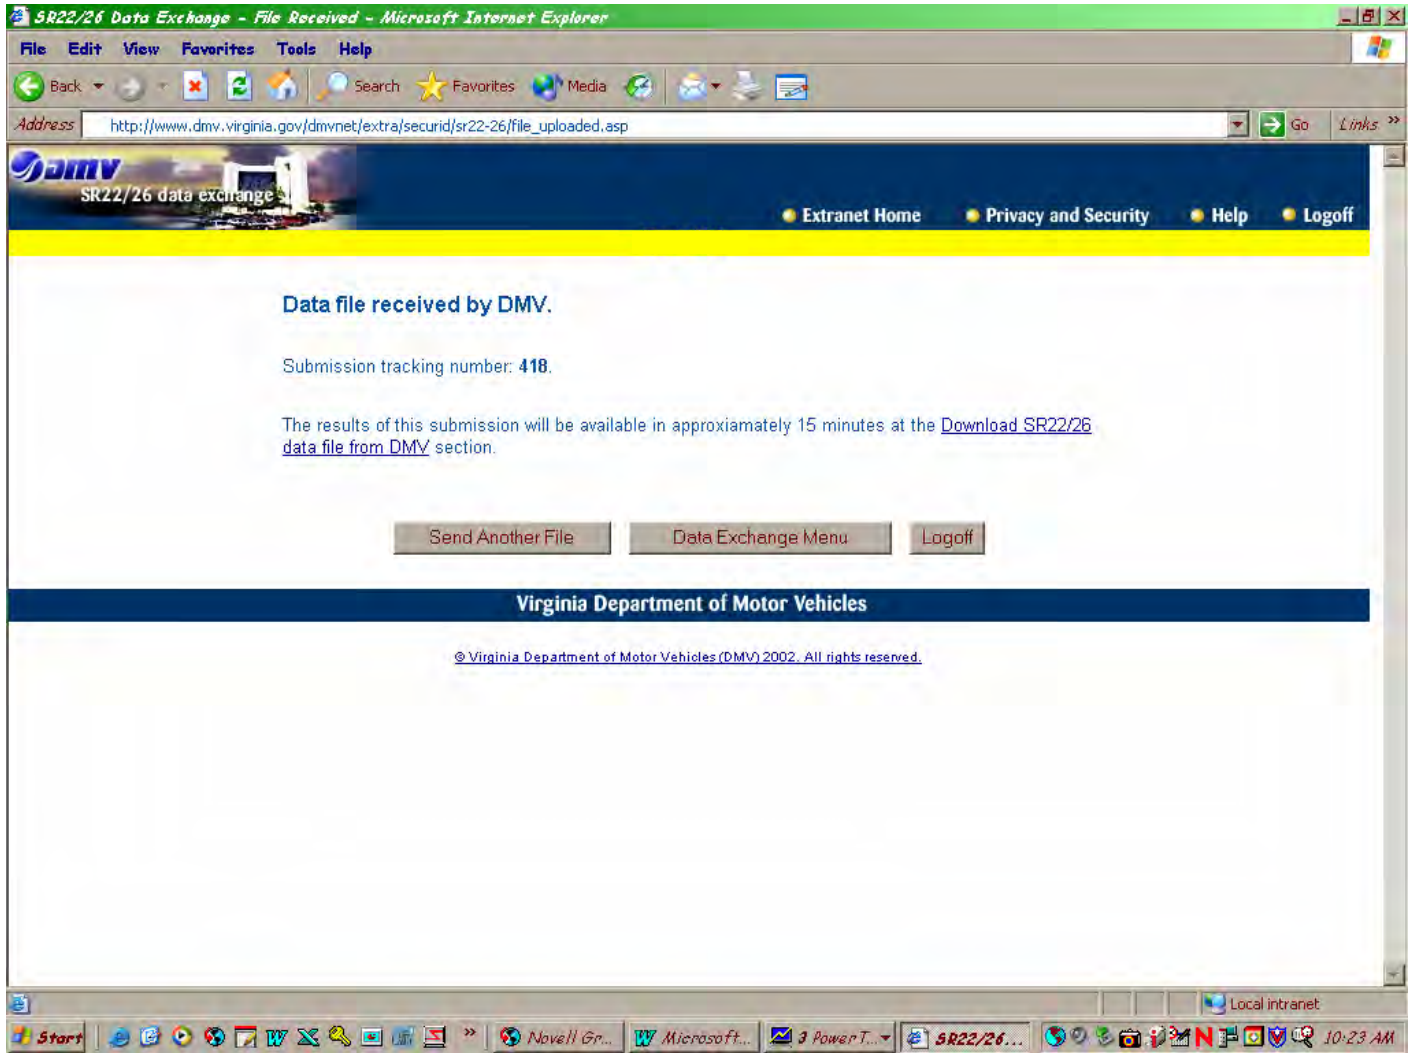 SR22/26 Data Exchange - File Received - Microsoft Internet Explorer
File Edit View Favorites Tools Help
Back Search Favorites Media
Address http://www.dmv.virginia.gov/dmvnet/extra/securid/sr22-26/file_uploaded.asp Go Links »
DMV
SR22/26 data exchange
Extranet Home Privacy and Security Help Logoff
Data file received by DMV.
Submission tracking number: 418.
The results of this submission will be available in approxiamately 15 minutes at the Download SR22/26
data file from DMV section.
Send Another File Data Exchange Menu Logoff
Virginia Department of Motor Vehicles
© Virginia Department of Motor Vehicles (DMV) 2002. All rights reserved.
Local intranet
Start » Novell Gr... Microsoft... 3 PowerT... SR22/26... 10:23 AM